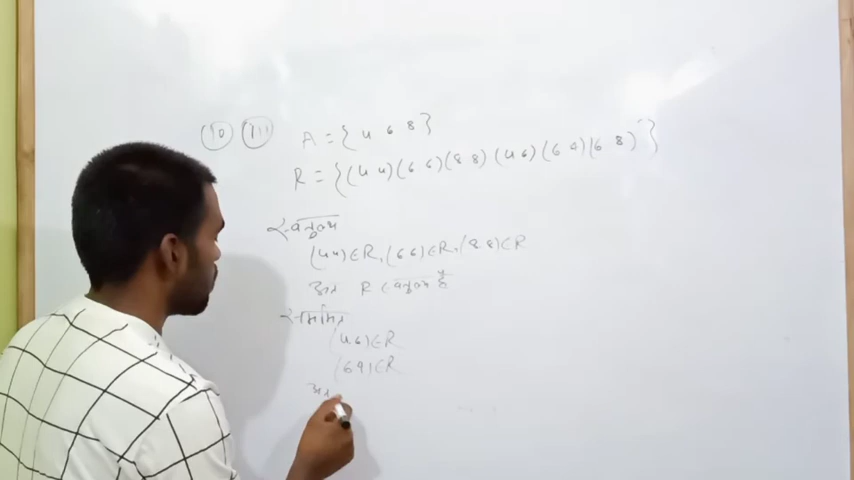 (10) (III) A = { 4 6 8 }
R = { (4 4) (6 6) (8 8) (4 6) (6 4) (6 8) }
स्वतुल्य
(4 4) ∈ R, (6 6) ∈ R, (8 8) ∈ R
अतः R स्वतुल्य है
सममित
(4 6) ∈ R
(6 4) ∈ R
अतः